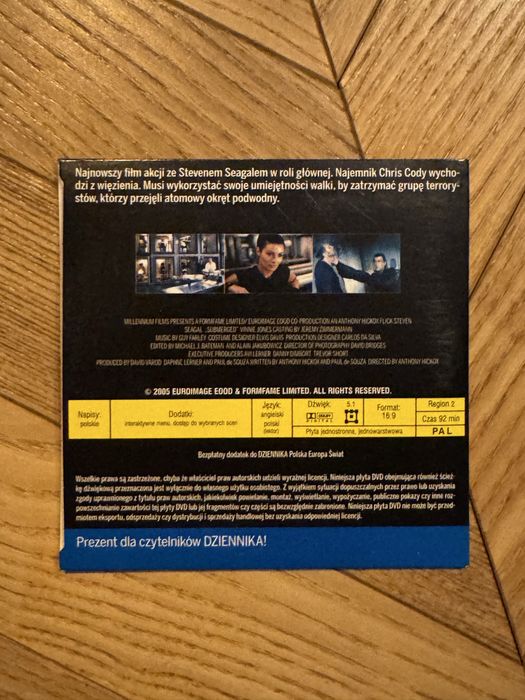 Najnowszy film akcji ze Stevenem Seagalem w roli głównej. Najemnik Chris Cody wycho-
dzi z więzienia. Musi wykorzystać swoje umiejętności walki, by zatrzymać grupę terrory-
stów, którzy przejęli atomowy okręt podwodny.
MILLENNIUM FILMS PRESENTS A FORMFAME LIMITED/ EUROIMAGE EOOD CO-PRODUCTION AN ANTHONY HICKOX FLICK STEVEN
SEAGAL „SUBMERGED” VINNIE JONES CASTING BY JEREMY ZIMMERMANN
MUSIC BY GUY FARLEY COSTUME DESIGNER ELVIS DAVIS PRODUCTION DESIGNER CARLOS DA SILVA
EDITED BY MICHAEL J. BATEMAN AND ALAIN JAKUBOWICZ DIRECTOR OF PHOTOGRAPHY DAVID BRIDGES
EXECUTIVE PRODUCERS AVI LERNER AND DANNY DIMBORT TREVOR SHORT
PRODUCED BY DAVID VAROD DAPHNE LERNER AND PAUL de SOUZA WRITTEN BY ANTHONY HICKOX AND PAUL de SOUZA DIRECTED BY ANTHONY HICKOX
© 2005 EUROIMAGE EOOD & FORMFAME LIMITED. ALL RIGHTS RESERVED.
Napisy:
polskie
Dodatki:
interaktywne menu, dostęp do wybranych scen
Język:
angielski
polski
(lektor)
Dźwięk: 5.1
DOLBY
DIGITAL
Format:
16:9
Płyta jednostronna, jednowarstwowa
Region 2
Czas 92 min
PAL
Bezpłatny dodatek do DZIENNIKA Polska Europa Świat
Wszelkie prawa są zastrzeżone, chyba że właściciel praw autorskich udzieli wyraźnej licencji. Niniejsza płyta DVD obejmująca również ścież-
kę dźwiękową przeznaczona jest wyłącznie do własnego użytku osobistego. Z wyjątkiem sytuacji dopuszczalnych przez prawo lub uzyskania
zgody uprawnionego z tytułu praw autorskich, jakiekolwiek powielanie, montaż, wyświetlanie, wypożyczanie, publiczne pokazy czy inne roz-
powszechnianie zawartości tej płyty DVD lub jej fragmentów czy części są bezwzględnie zabronione. Niniejsza płyta DVD nie może być przed-
miotem eksportu, odsprzedaży czy dystrybucji i sprzedaży handlowej bez uzyskania odpowiedniej licencji.
Prezent dla czytelników DZIENNIKA!